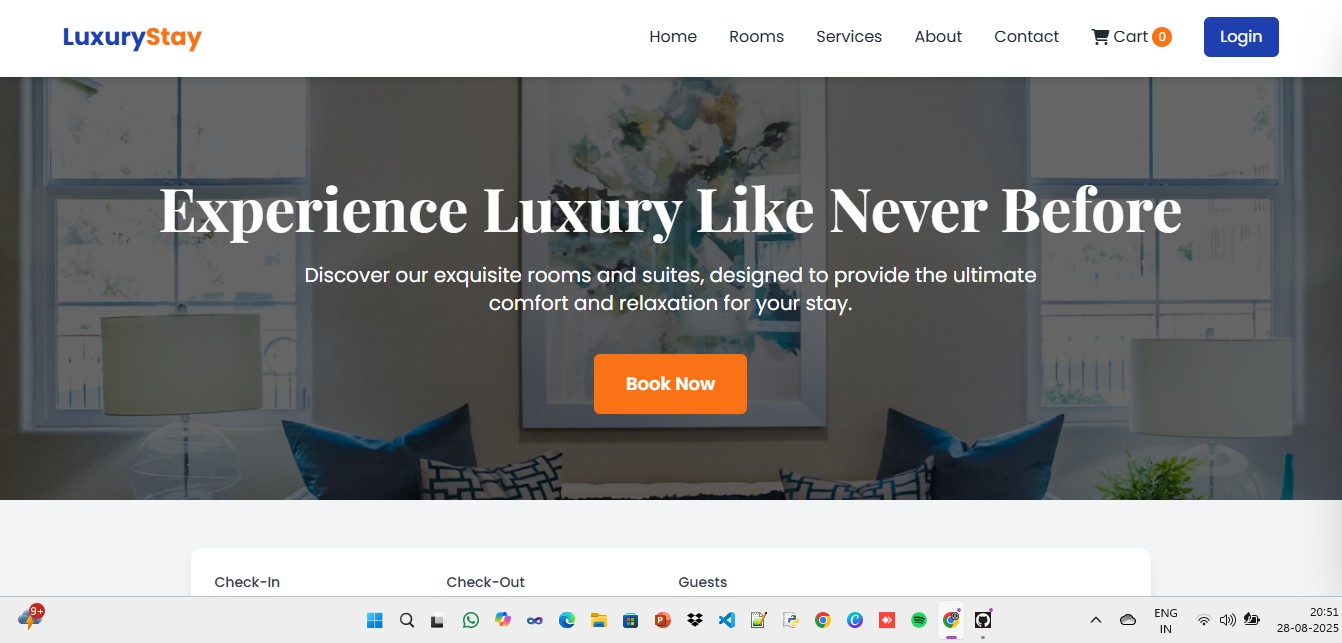 LuxuryStay
Home Rooms Services About Contact Cart 0 Login
Experience Luxury Like Never Before
Discover our exquisite rooms and suites, designed to provide the ultimate
comfort and relaxation for your stay.
Book Now
Check-In Check-Out Guests
9+
ENG
IN
20:51
28-08-2025